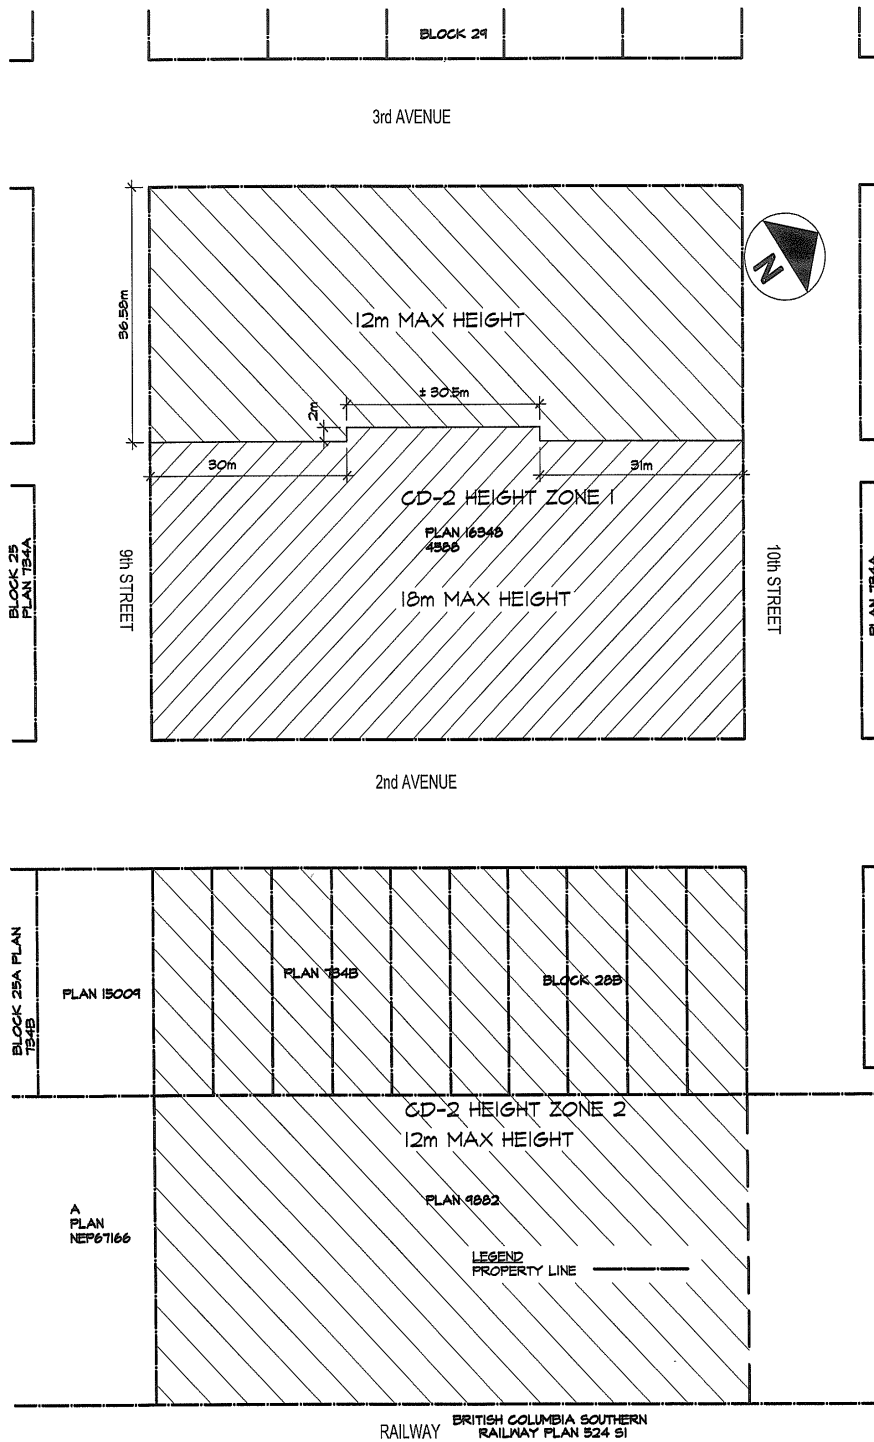 BLOCK 29
3rd AVENUE
N
36.58m
12m MAX HEIGHT
± 30.5m
2m
30m
31m
CD-2 HEIGHT ZONE 1
PLAN 16348
4588
BLOCK 25
PLAN 734A
9th STREET
10th STREET
PLAN 734A
18m MAX HEIGHT
2nd AVENUE
BLOCK 25A PLAN
734B
PLAN 15009
PLAN 734B
BLOCK 28B
CD-2 HEIGHT ZONE 2
12m MAX HEIGHT
A
PLAN
NEP67166
PLAN 9882
LEGEND
PROPERTY LINE
RAILWAY
BRITISH COLUMBIA SOUTHERN
RAILWAY PLAN 524 S1